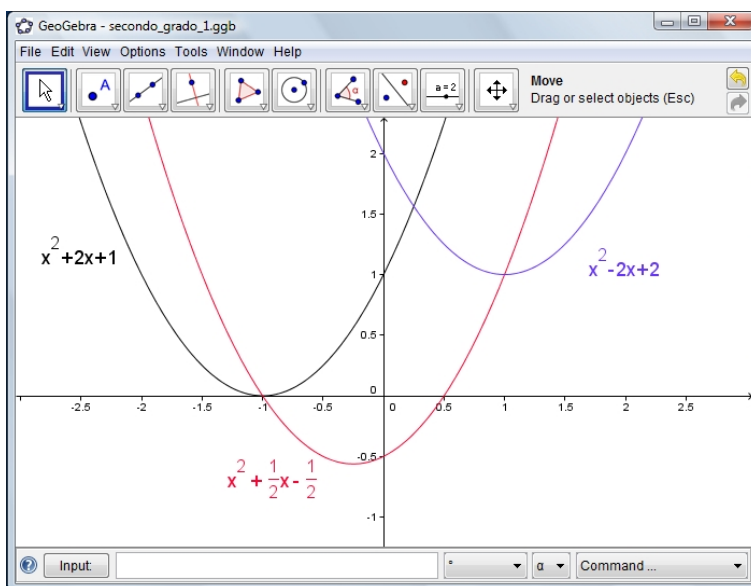 GeoGebra - secondo_grado_1.ggb
File Edit View Options Tools Window Help
A
α
a=2
Move
Drag or select objects (Esc)
2
1.5
x²+2x+1
x²-2x+2
1
0.5
0
-2.5 -2 -1.5 -1 -0.5 0 0.5 1 1.5 2 2.5
-0.5
x² + 1/2x - 1/2
-1
Input:
° α Command ...